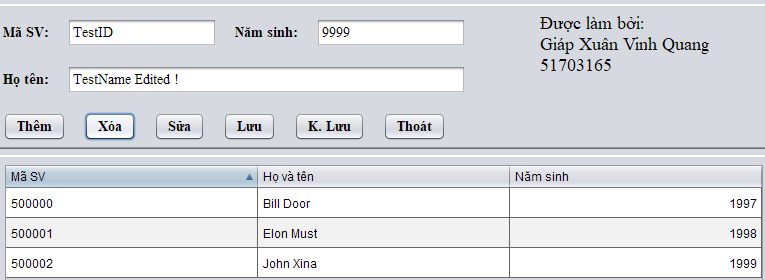 Mã SV: TestID Năm sinh: 9999
Được làm bởi:
Giáp Xuân Vinh Quang
51703165
Họ tên: TestName Edited !
Thêm Xóa Sửa Lưu K. Lưu Thoát
Mã SV Họ và tên Năm sinh
500000 Bill Door 1997
500001 Elon Must 1998
500002 John Xina 1999